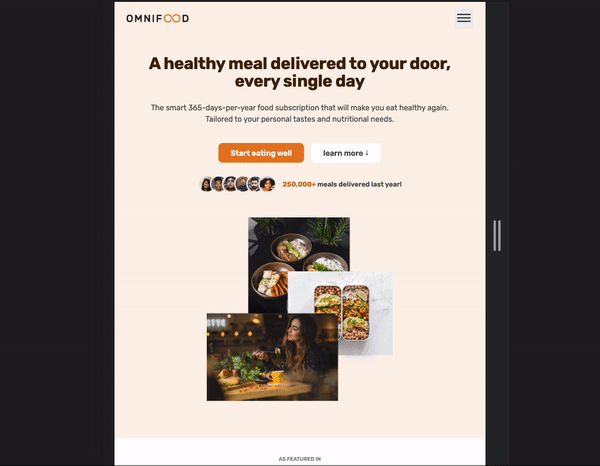 OMNIFOOD
A healthy meal delivered to your door,
every single day
The smart 365-days-per-year food subscription that will make you eat healthy again.
Tailored to your personal tastes and nutritional needs.
Start eating well
learn more ↓
250,000+ meals delivered last year!
AS FEATURED IN